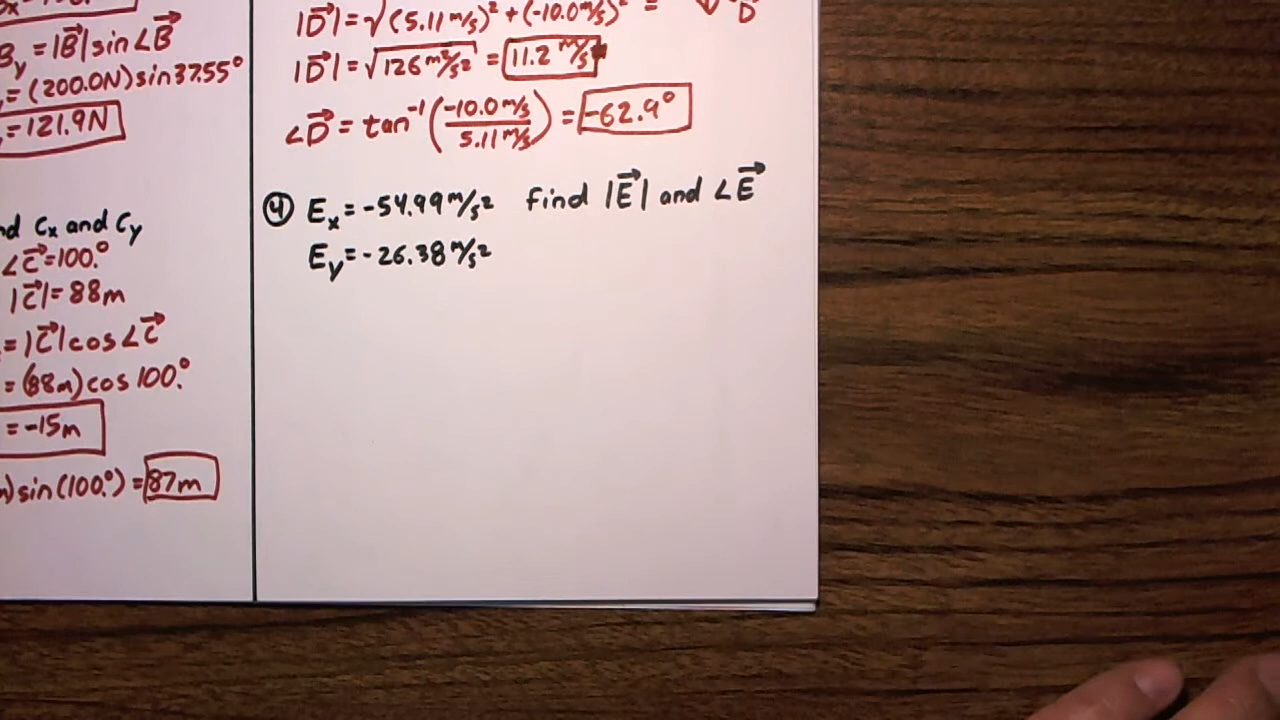 B_y = |B⃗| sin∠B⃗
= (200.0N) sin 37.55°
= 121.9N
Cx and Cy
∠C⃗ = 100.°
|C⃗| = 88m
= |C⃗| cos∠C⃗
= (88m) cos 100.°
= -15m
sin(100.°) = 87m
|D⃗| = √(5.11 m/s)² + (-10.0 m/s)² =
D⃗
|D⃗| = √126 m²/s² = 11.2 m/s
∠D⃗ = tan⁻¹(-10.0 m/s / 5.11 m/s) = -62.9°
④ Ex = -54.99 m/s² find |E⃗| and ∠E⃗
Ey = -26.38 m/s²